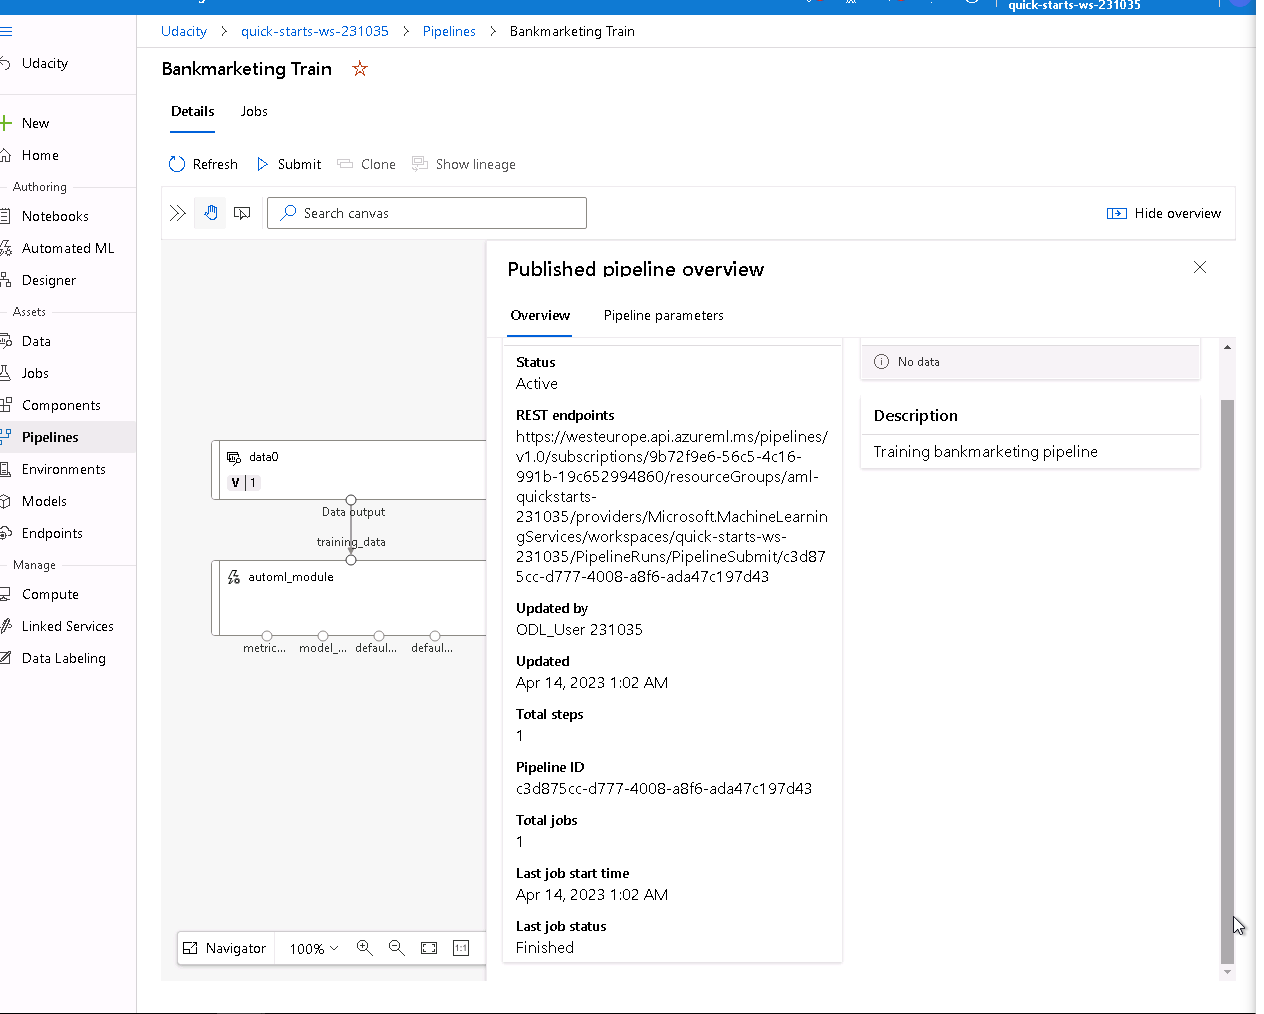 quick-starts-ws-231035
Udacity > quick-starts-ws-231035 > Pipelines > Bankmarketing Train
Udacity
Bankmarketing Train
Details Jobs
New
Home
Refresh Submit Clone Show lineage
Authoring
Notebooks
Search canvas
Hide overview
Automated ML
Designer
Assets
Data
Jobs
Components
Pipelines
Environments
Models
Endpoints
Manage
Compute
Linked Services
Data Labeling
data0
V 1
Data output
training_data
automl_module
metric... model_... defaul... defaul...
Navigator 100% 1:1
Published pipeline overview
Overview Pipeline parameters
Status
Active
REST endpoints
https://westeurope.api.azureml.ms/pipelines/
v1.0/subscriptions/9b72f9e6-56c5-4c16-
991b-19c652994860/resourceGroups/aml-
quickstarts-
231035/providers/Microsoft.MachineLearnin
gServices/workspaces/quick-starts-ws-
231035/PipelineRuns/PipelineSubmit/c3d87
5cc-d777-4008-a8f6-ada47c197d43
Updated by
ODL_User 231035
Updated
Apr 14, 2023 1:02 AM
Total steps
1
Pipeline ID
c3d875cc-d777-4008-a8f6-ada47c197d43
Total jobs
1
Last job start time
Apr 14, 2023 1:02 AM
Last job status
Finished
No data
Description
Training bankmarketing pipeline